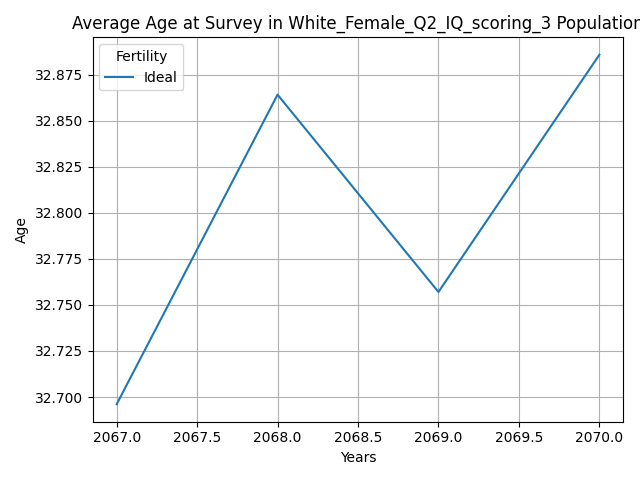 Average Age at Survey in White_Female_Q2_IQ_scoring_3 Population
Fertility
Ideal
32.875
32.850
32.825
32.800
32.775
32.750
32.725
32.700
Age
2067.0 2067.5 2068.0 2068.5 2069.0 2069.5 2070.0
Years